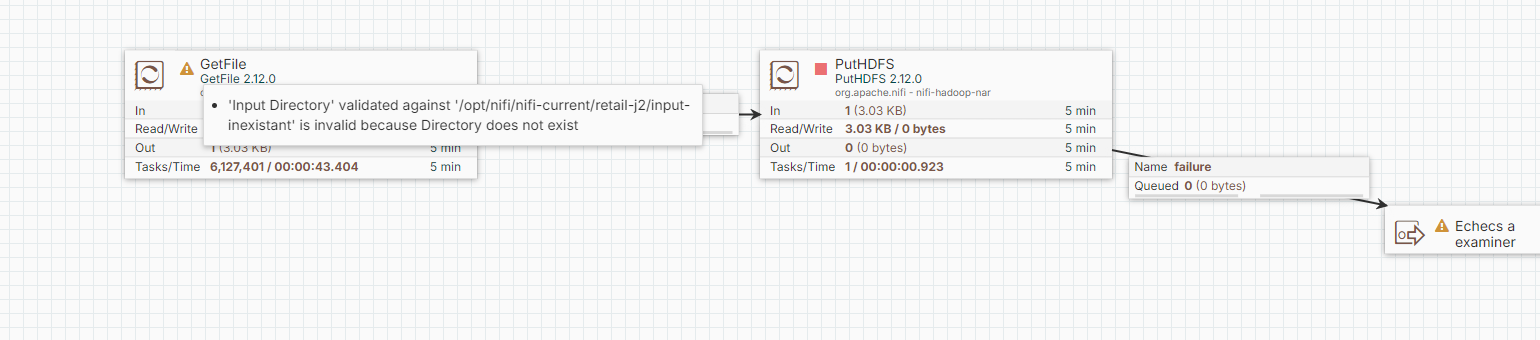 GetFile
GetFile 2.12.0
• 'Input Directory' validated against '/opt/nifi/nifi-current/retail-j2/input-
inexistant' is invalid because Directory does not exist
In
Read/Write
Out 1 (3.03 KB) 5 min
Tasks/Time 6,127,401 / 00:00:43.404 5 min
PutHDFS
PutHDFS 2.12.0
org.apache.nifi - nifi-hadoop-nar
In 1 (3.03 KB) 5 min
Read/Write 3.03 KB / 0 bytes 5 min
Out 0 (0 bytes) 5 min
Tasks/Time 1 / 00:00:00.923 5 min
Name failure
Queued 0 (0 bytes)
Echecs a
examiner